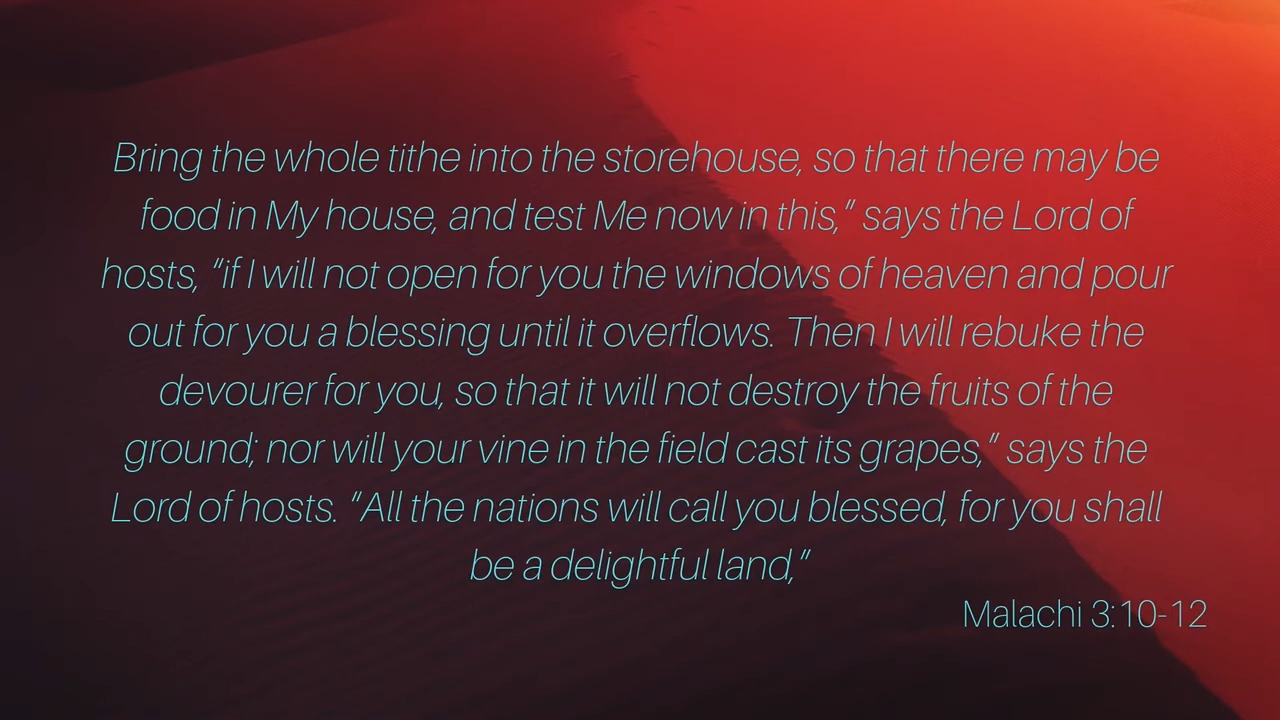 Bring the whole tithe into the storehouse, so that there may be
food in My house, and test Me now in this,” says the Lord of
hosts, “if I will not open for you the windows of heaven and pour
out for you a blessing until it overflows. Then I will rebuke the
devourer for you, so that it will not destroy the fruits of the
ground; nor will your vine in the field cast its grapes,” says the
Lord of hosts. “All the nations will call you blessed, for you shall
be a delightful land,”
Malachi 3:10-12